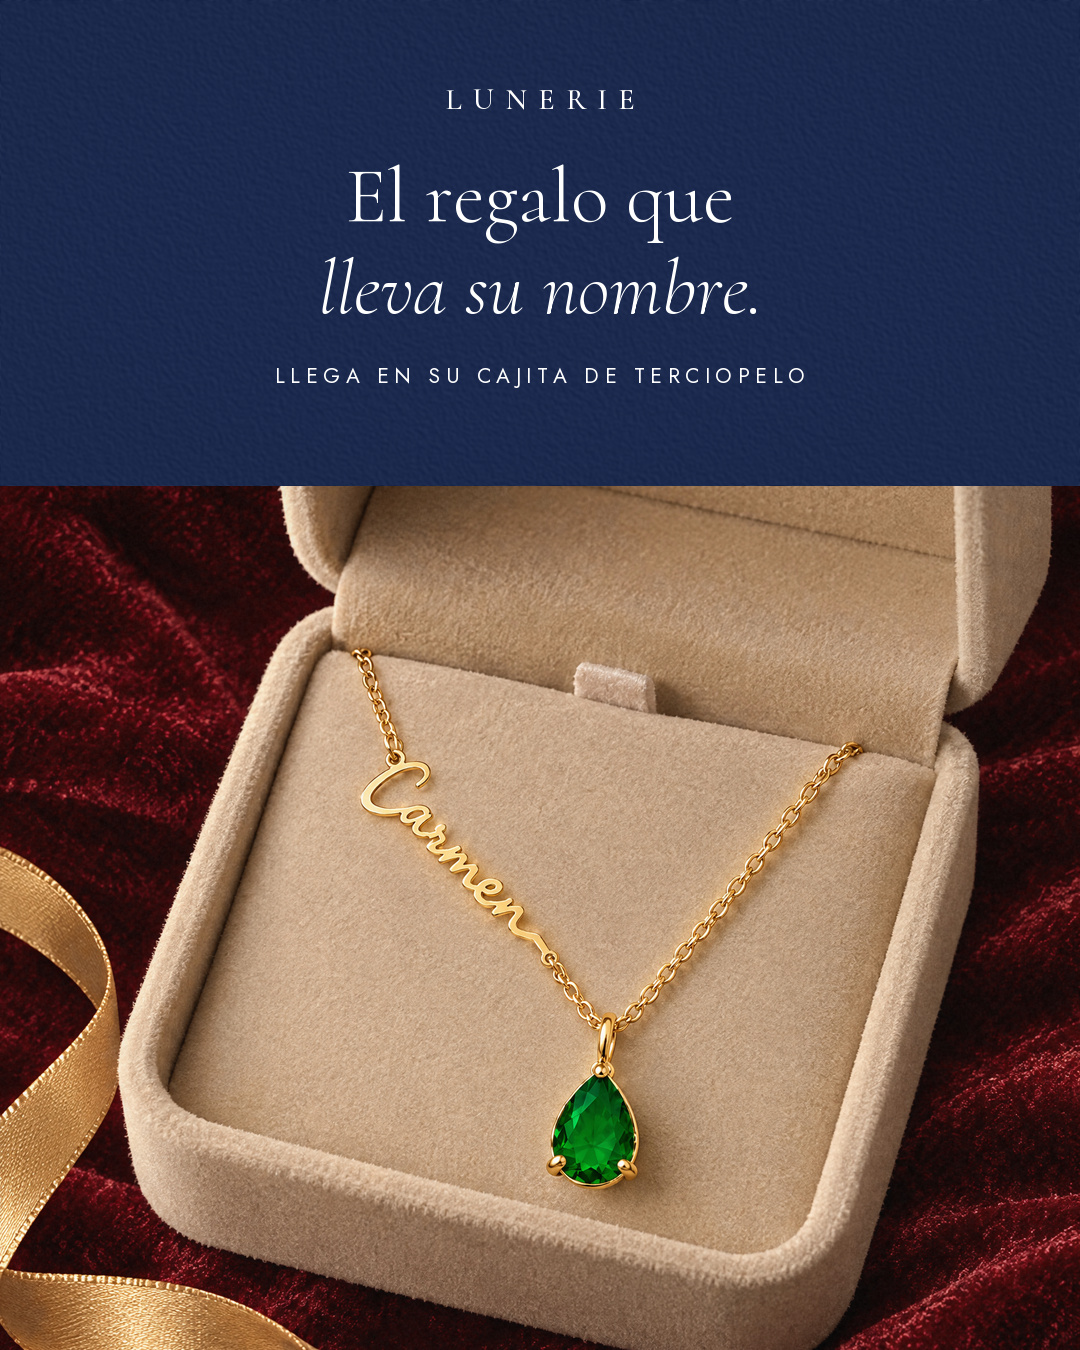 LUNERIE
El regalo que
lleva su nombre.
LLEGA EN SU CAJITA DE TERCIOPELO
Carmen